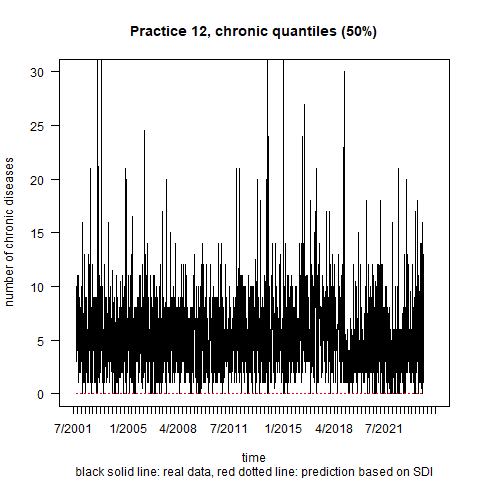 Practice 12, chronic quantiles (50%)
number of chronic diseases
30
25
20
15
10
5
0
7/2001 1/2005 4/2008 7/2011 1/2015 4/2018 7/2021
time
black solid line: real data, red dotted line: prediction based on SDI